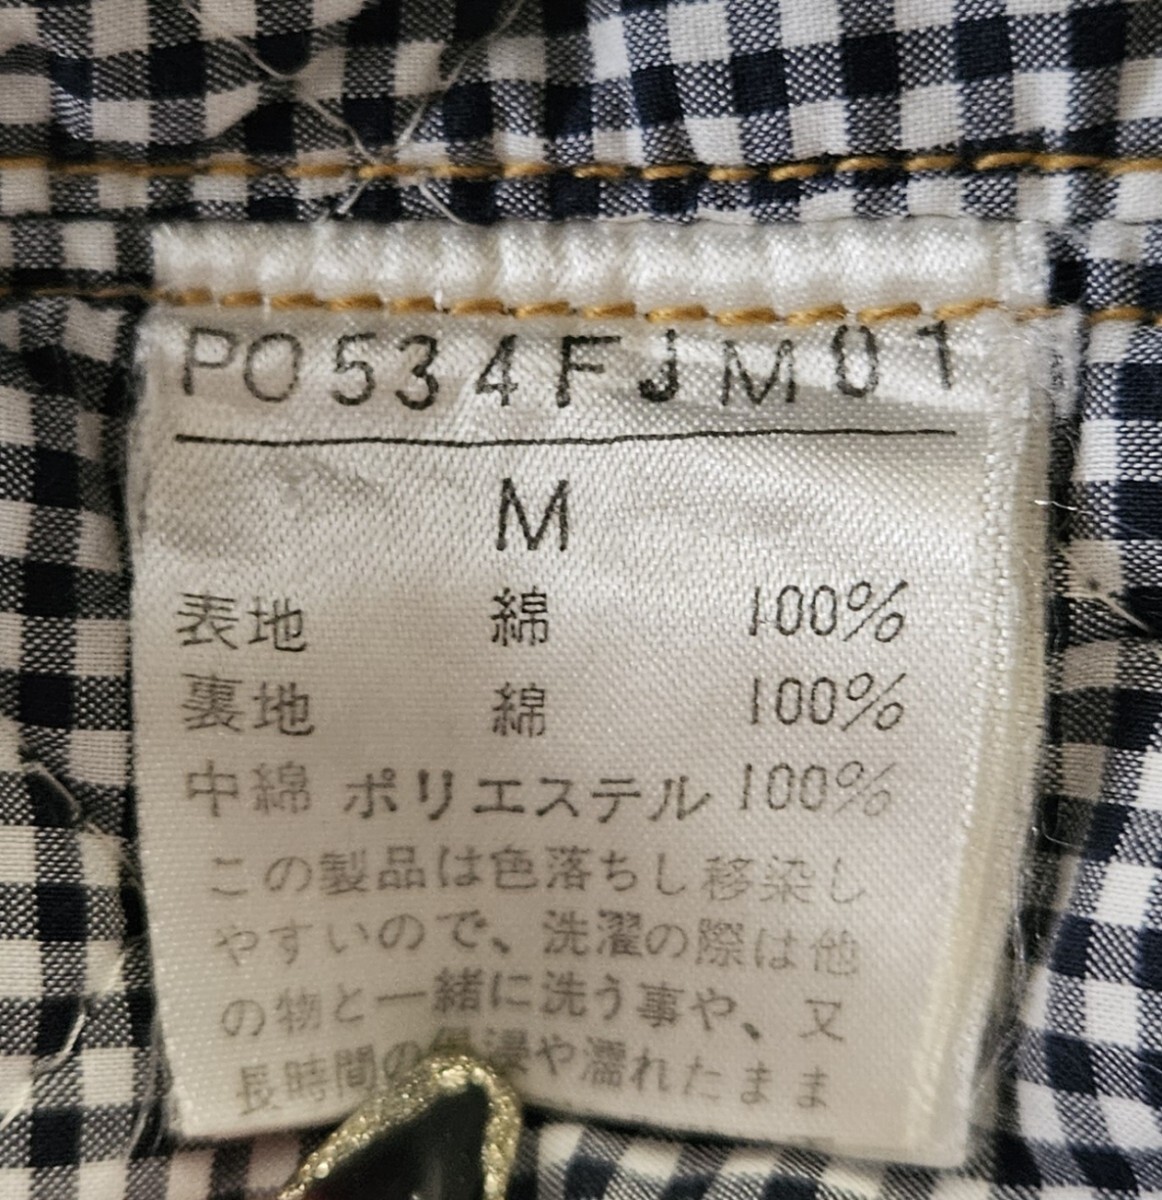 PO534FJM01
M
表地 綿 100%
裏地 綿 100%
中綿 ポリエステル 100%
この製品は色落ちし移染し
やすいので、洗濯の際は他
の物と一緒に洗う事や、又
長時間の 浸や濡れたまま